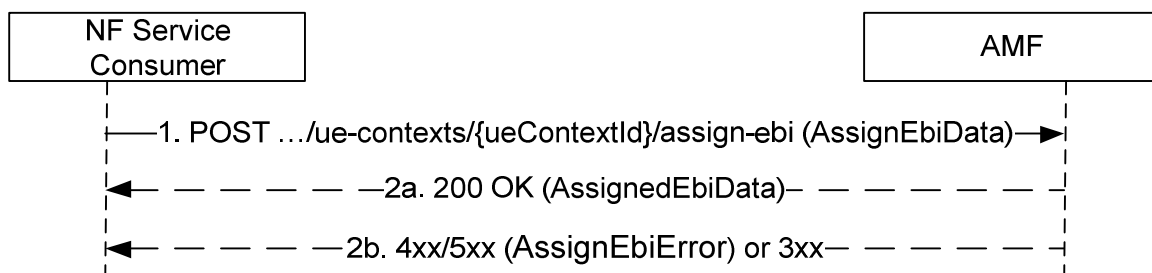 NF Service
Consumer
AMF
1. POST …/ue-contexts/{ueContextId}/assign-ebi (AssignEbiData)
2a. 200 OK (AssignedEbiData)
2b. 4xx/5xx (AssignEbiError) or 3xx